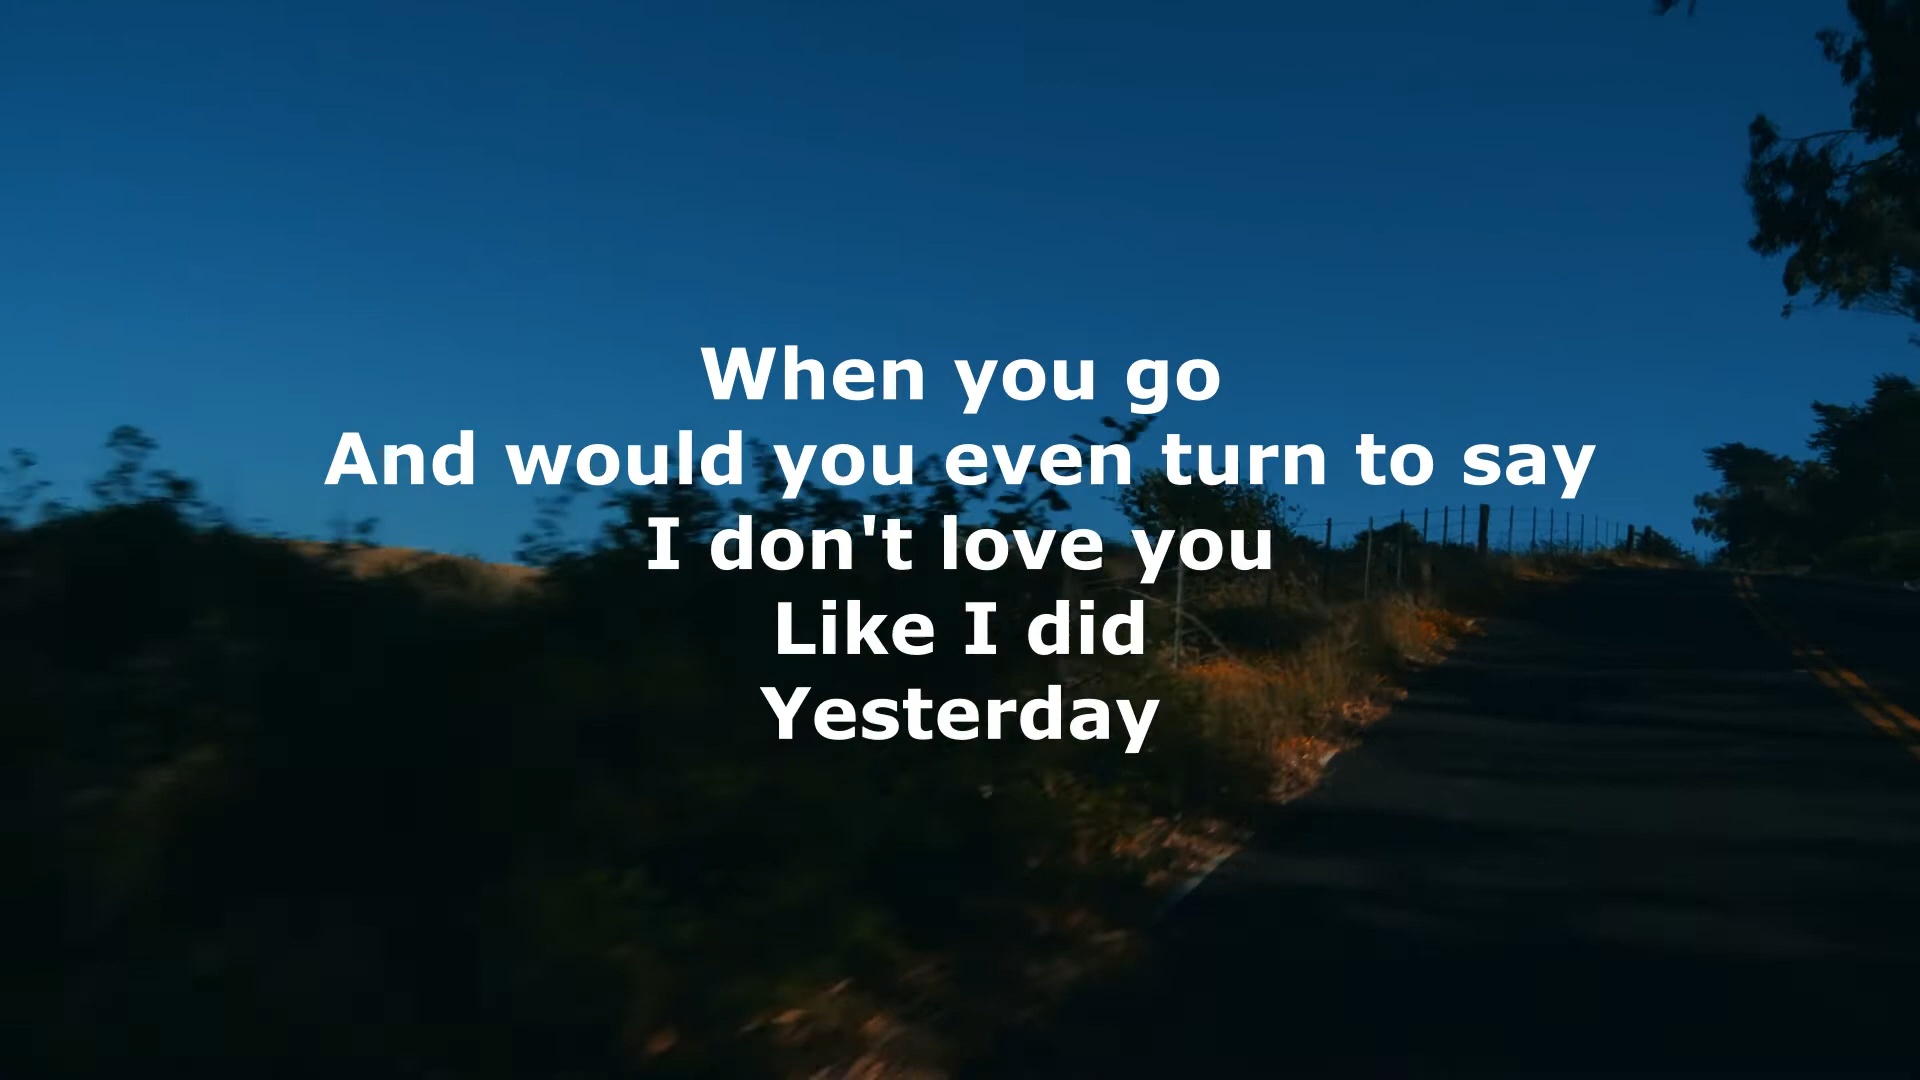 When you go
And would you even turn to say
I don't love you
Like I did
Yesterday